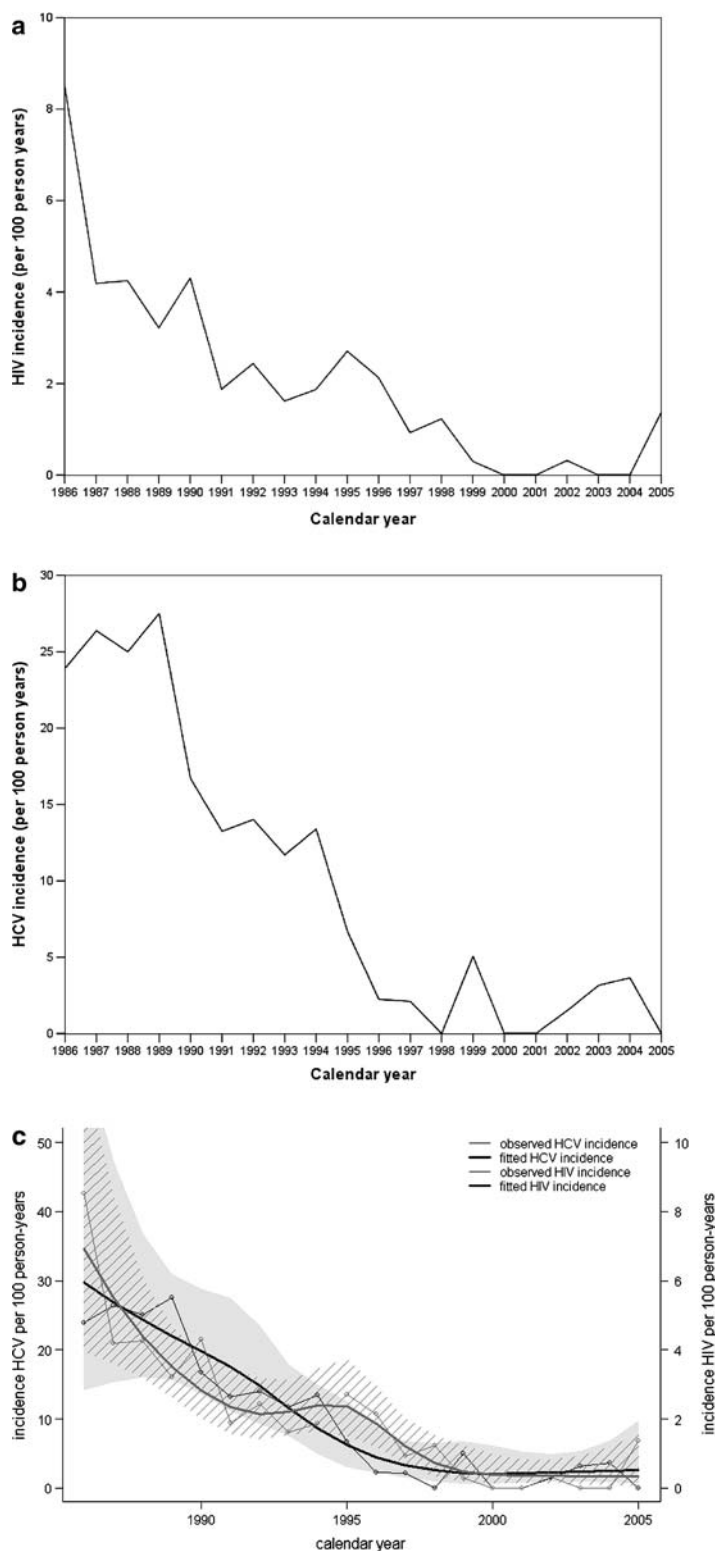 a
HIV incidence (per 100 person years)
10
8
6
4
2
0
1986 1987 1988 1989 1990 1991 1992 1993 1994 1995 1996 1997 1998 1999 2000 2001 2002 2003 2004 2005
Calendar year
b
HCV incidence (per 100 person years)
30
25
20
15
10
5
0
1986 1987 1988 1989 1990 1991 1992 1993 1994 1995 1996 1997 1998 1999 2000 2001 2002 2003 2004 2005
Calendar year
c
incidence HCV per 100 person-years
50
40
30
20
10
0
observed HCV incidence
fitted HCV incidence
observed HIV incidence
fitted HIV incidence
10
8
6
4
2
0
incidence HIV per 100 person-years
1990 1995 2000 2005
calendar year